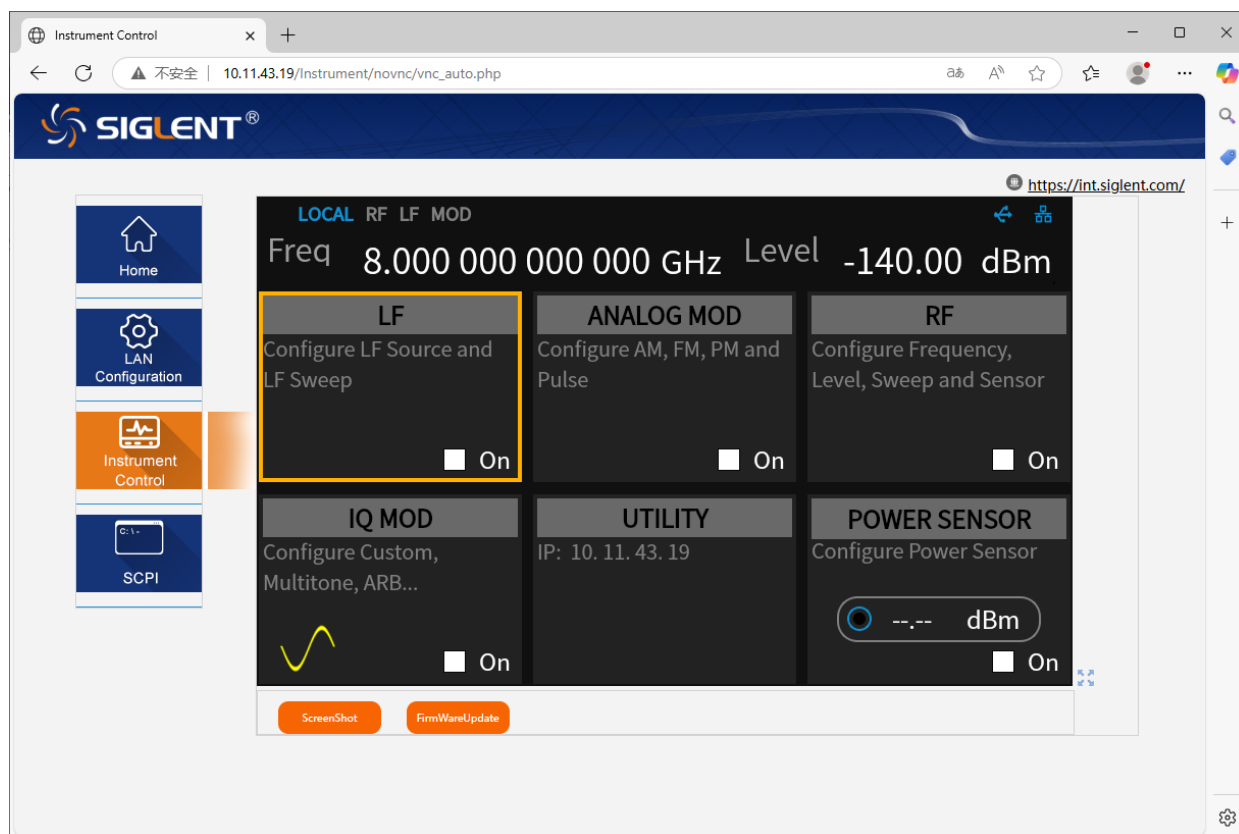 Instrument Control
不安全 10.11.43.19/Instrument/novnc/vnc_auto.php
SIGLENT®
https://int.siglent.com/
Home
LAN
Configuration
Instrument
Control
C:\-
SCPI
LOCAL RF LF MOD
Freq 8.000 000 000 000 GHz Level -140.00 dBm
LF
Configure LF Source and
LF Sweep
On
ANALOG MOD
Configure AM, FM, PM and
Pulse
On
RF
Configure Frequency,
Level, Sweep and Sensor
On
IQ MOD
Configure Custom,
Multitone, ARB...
On
UTILITY
IP: 10. 11. 43. 19
POWER SENSOR
Configure Power Sensor
--.-- dBm
On
ScreenShot FirmWareUpdate